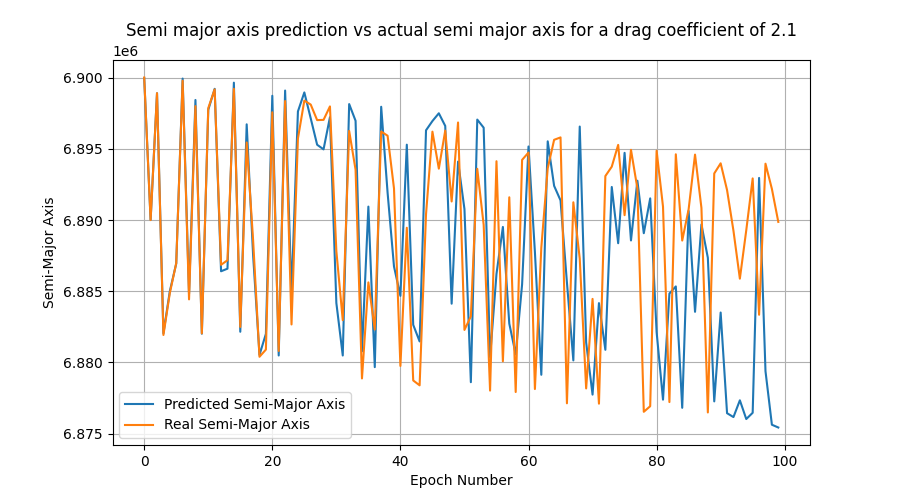 Semi major axis prediction vs actual semi major axis for a drag coefficient of 2.1
1e6
6.900
6.895
6.890
6.885
6.880
6.875
Semi-Major Axis
Predicted Semi-Major Axis
Real Semi-Major Axis
0 20 40 60 80 100
Epoch Number